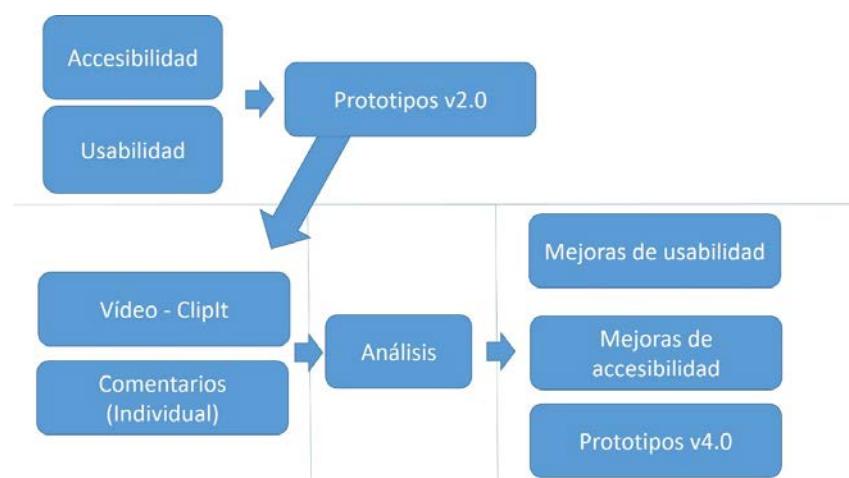 Accesibilidad
Usabilidad
Prototipos v2.0
Vídeo - ClipIt
Comentarios
(Individual)
Análisis
Mejoras de usabilidad
Mejoras de
accesibilidad
Prototipos v4.0